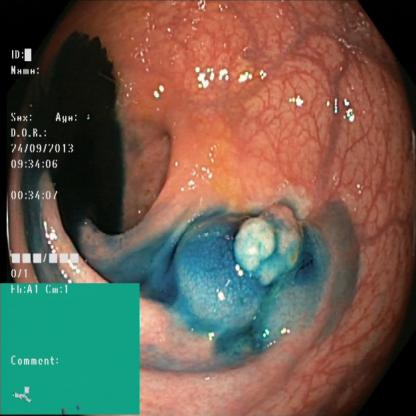 ID:
Name:
Sex: Age:
D.O.B.:
24/09/2013
09:34:06
00:34:07
0/1
Eh:A1 Cm:1
Comment: